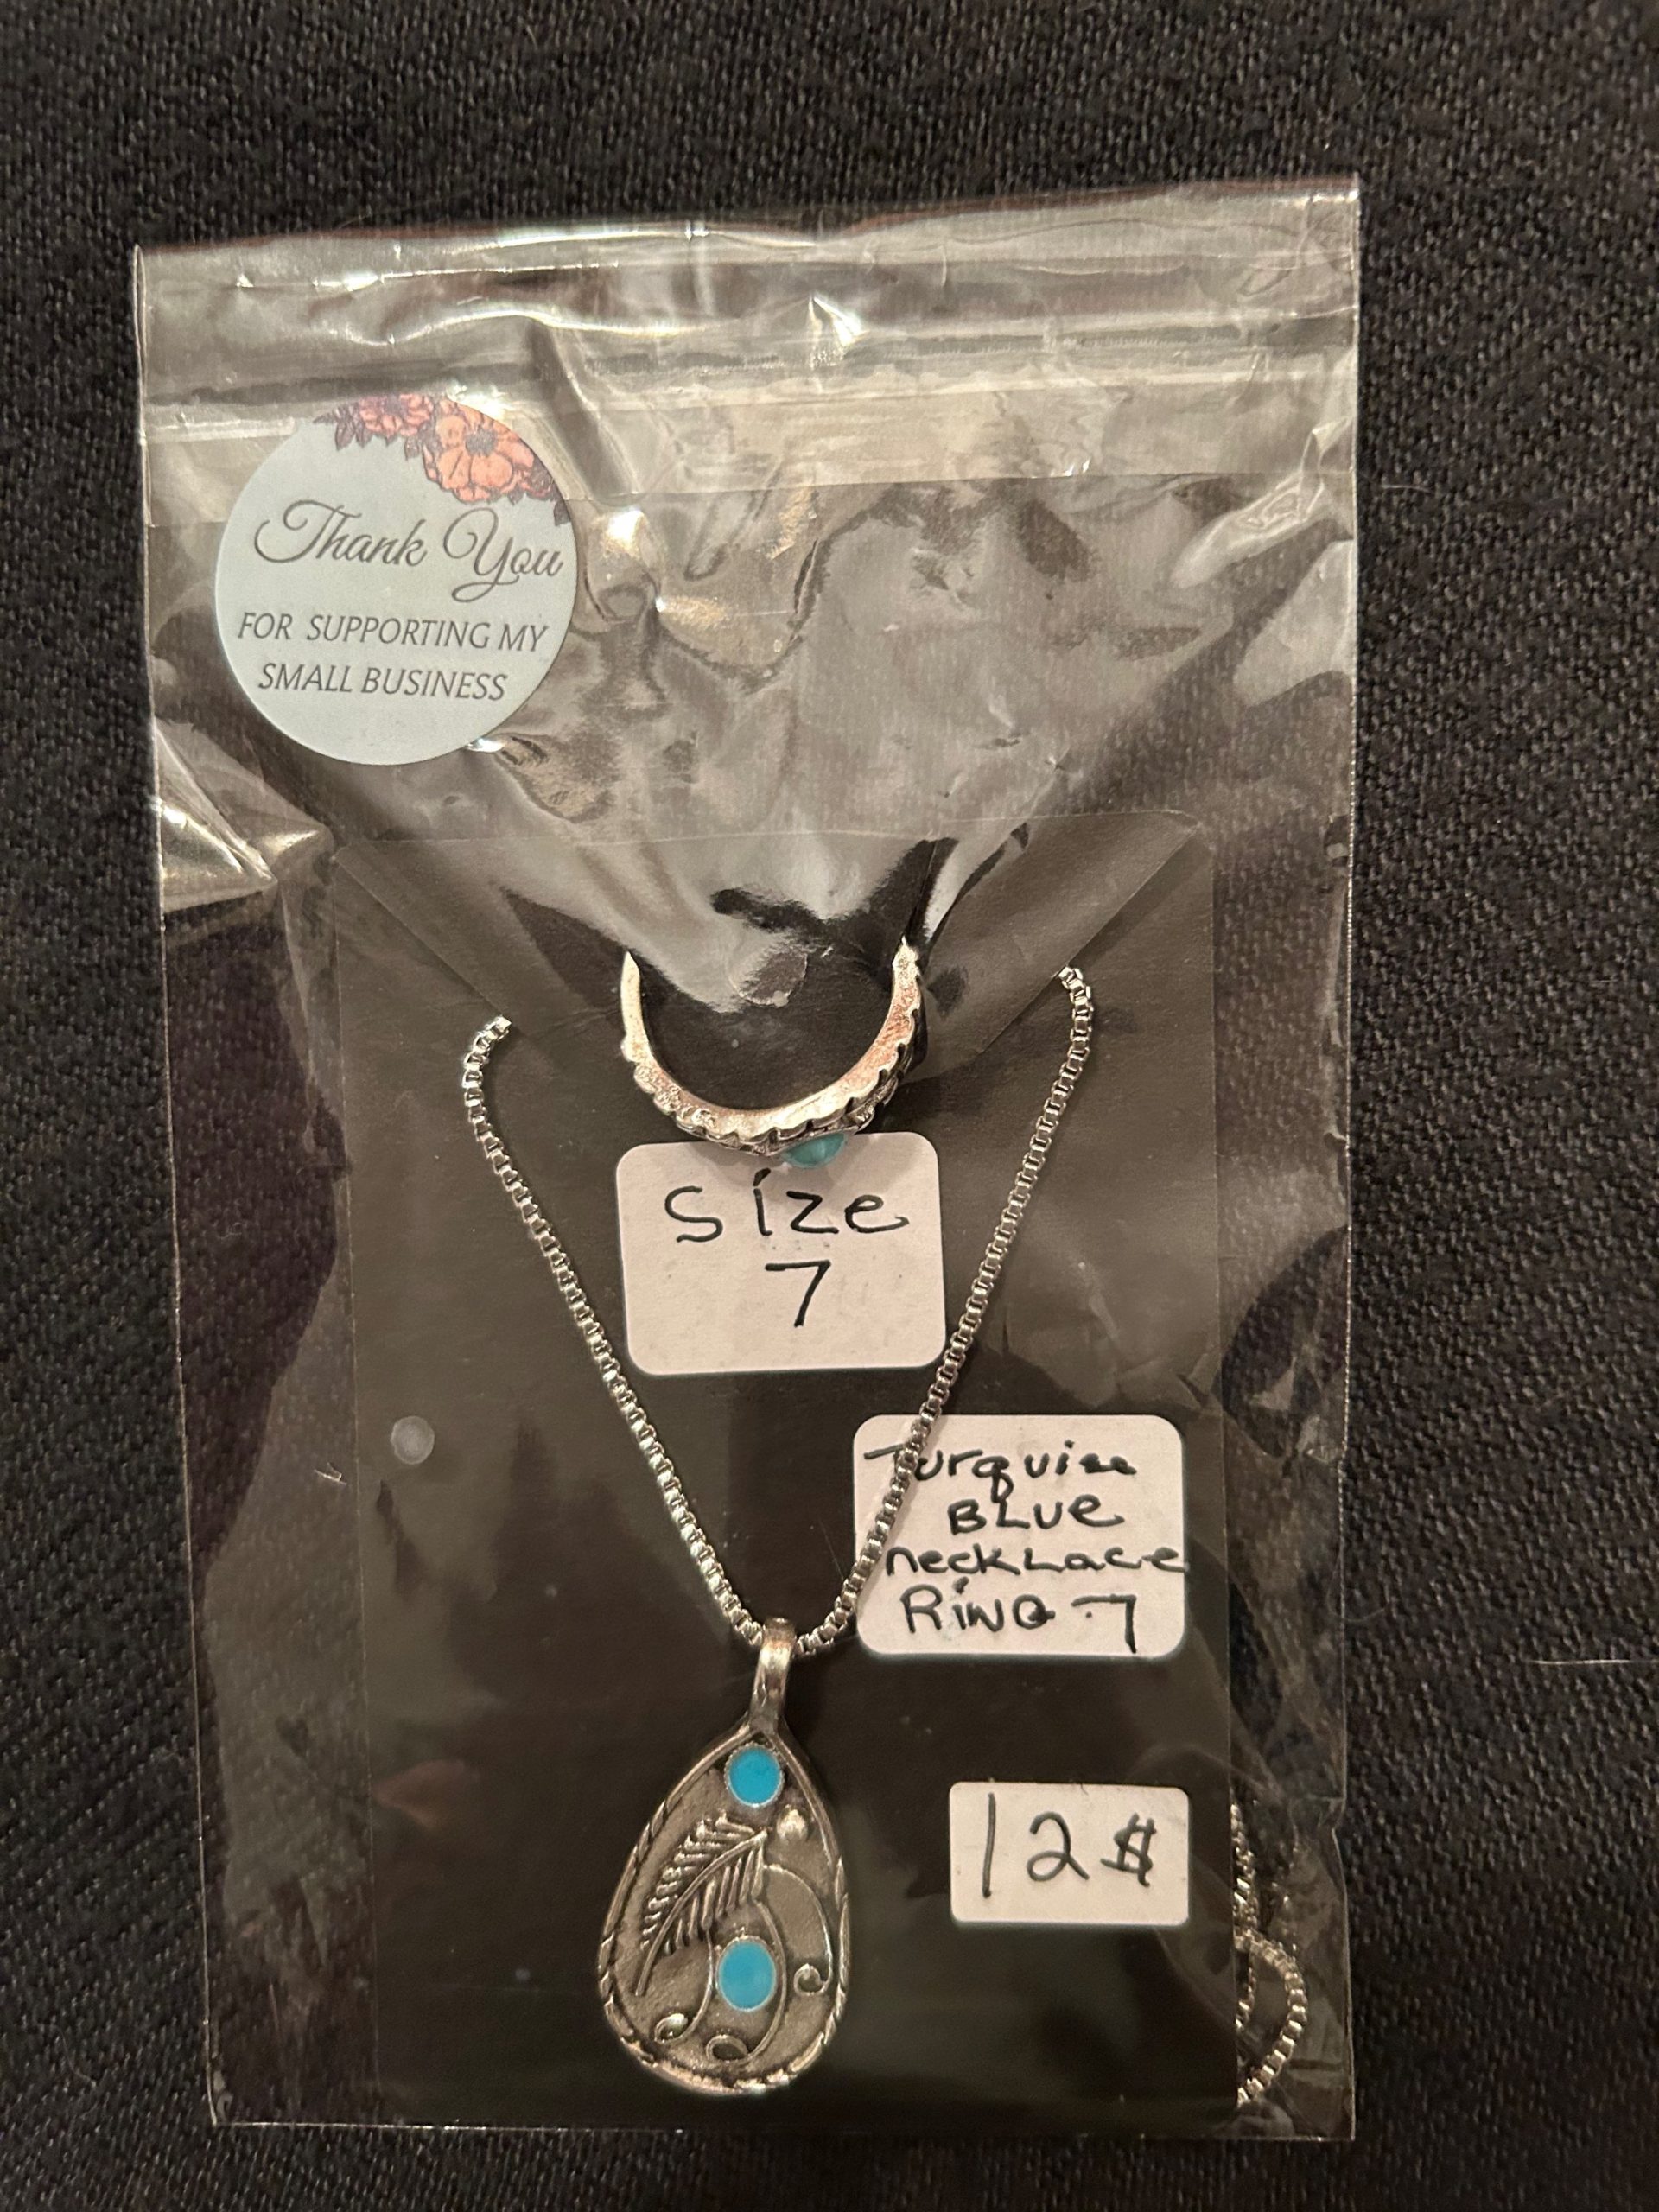 Thank You
FOR SUPPORTING MY
SMALL BUSINESS
Size
7
Turquise
BLUE
neckLace
RiNG 7
12$